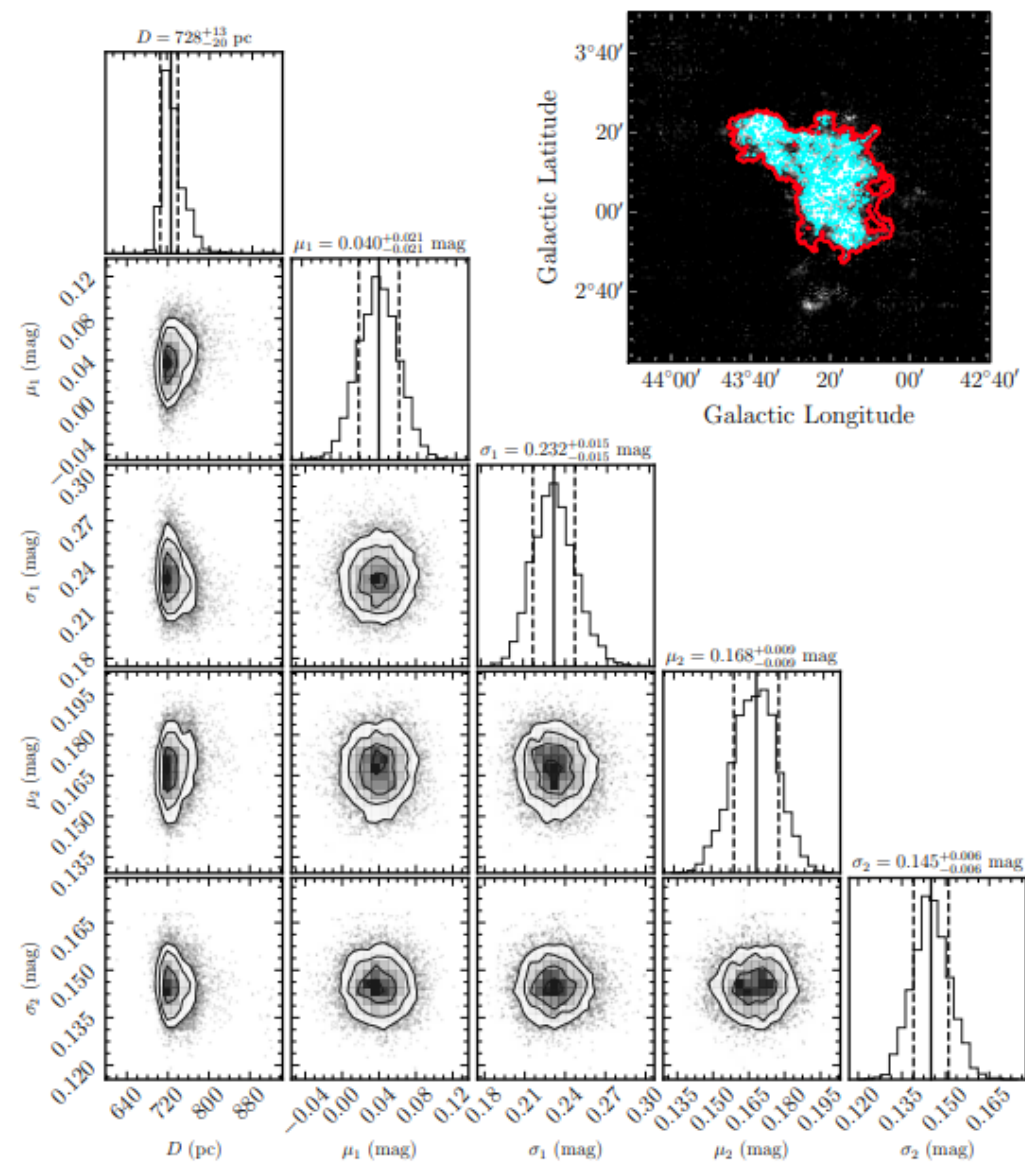 D = 728^{+13}_{-20} pc
3°40′
20′
00′
2°40′
Galactic Latitude
44°00′ 43°40′ 20′ 00′ 42°40′
Galactic Longitude
μ₁ = 0.040^{+0.021}_{-0.021} mag
0.12
0.08
0.04
0.00
−0.04
μ₁ (mag)
σ₁ = 0.232^{+0.015}_{-0.015} mag
0.30
0.27
0.24
0.21
0.18
σ₁ (mag)
μ₂ = 0.168^{+0.009}_{-0.009} mag
0.195
0.180
0.165
0.150
0.135
μ₂ (mag)
σ₂ = 0.145^{+0.006}_{-0.006} mag
0.165
0.150
0.135
0.120
σ₂ (mag)
640 720 800 880
−0.04 0.00 0.04 0.08 0.12
0.18 0.21 0.24 0.27 0.30
0.135 0.150 0.165 0.180 0.195
0.120 0.135 0.150 0.165
D (pc)
μ₁ (mag)
σ₁ (mag)
μ₂ (mag)
σ₂ (mag)